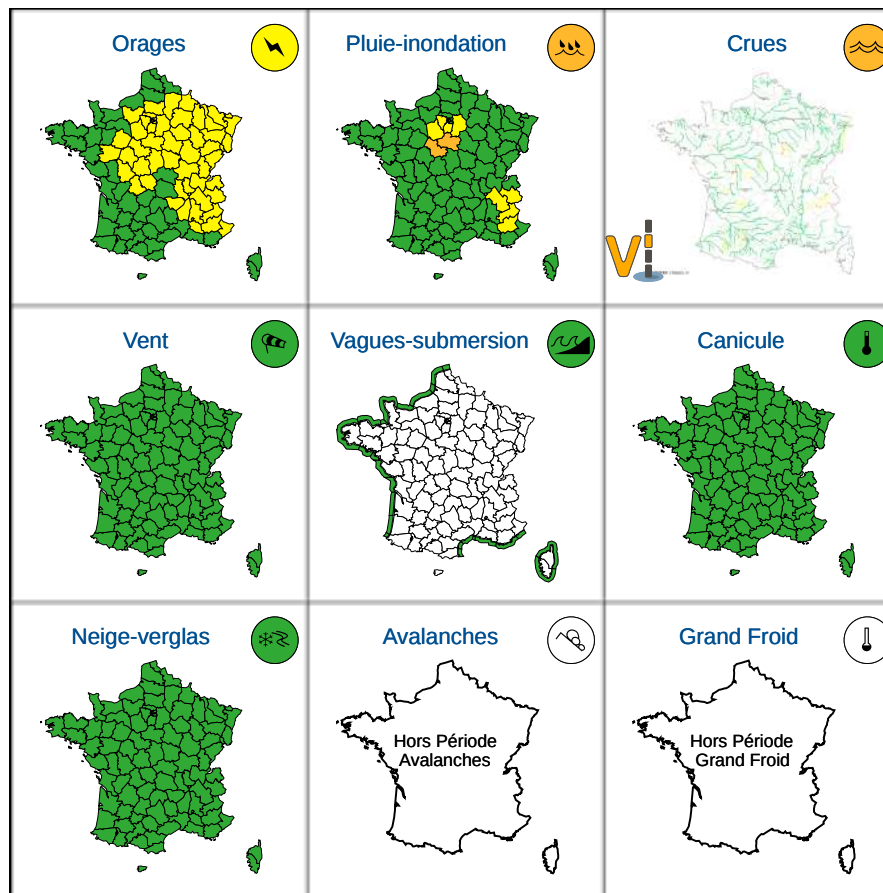 Orages
Pluie-inondation
Crues
Vi
Vent
Vagues-submersion
Canicule
Neige-verglas
Avalanches
Hors Période
Avalanches
Grand Froid
Hors Période
Grand Froid